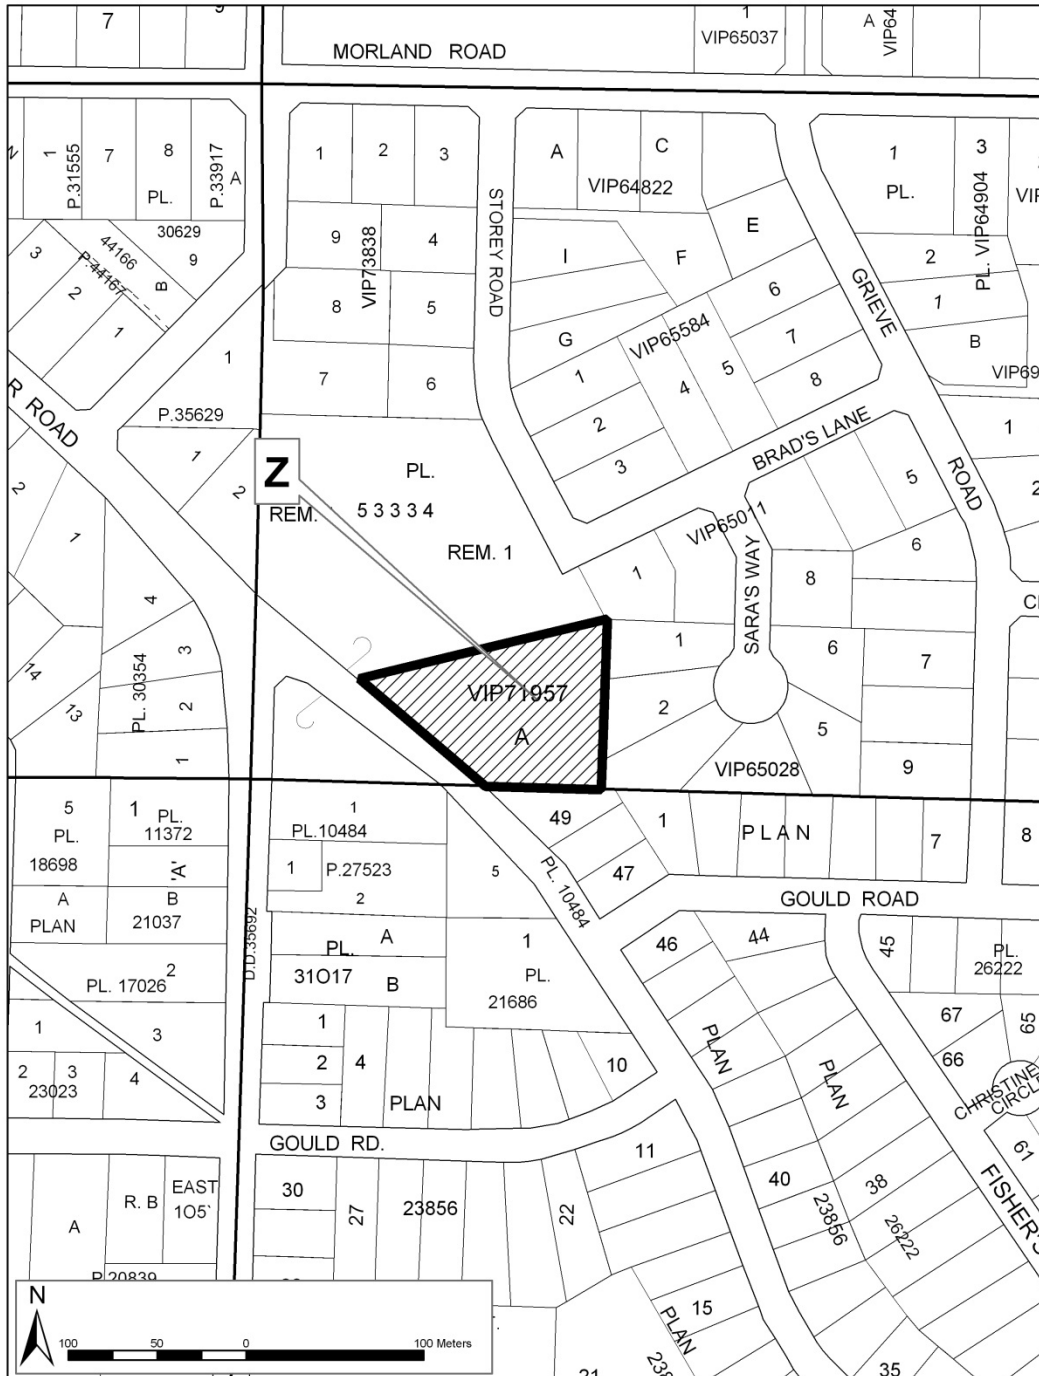 7
9
1
VIP65037
A
VIP64
MORLAND ROAD
N
1
P.31555
7
8
PL.
P.33917
A
30629
1
2
3
A
C
VIP64822
1
PL.
3
PL. VIP64904
VIP
3
44166
P.44167
B
9
2
1
9
VIP73838
4
STOREY ROAD
I
F
E
GRIEVE
2
1
B
8
5
G
VIP65584
6
7
8
VIP69
1
7
6
1
4
5
R ROAD
P.35629
2
3
BRAD'S LANE
1
1
2
2
Z
PL.
53334
REM.
REM. 1
5
ROAD
2
VIP65011
6
1
SARA'S WAY
1
8
4
CI
3
PL. 30354
2
14
13
1
VIP71957
A
1
2
6
7
5
VIP65028
9
5
PL.
18698
1
PL.
11372
1
PL.10484
49
1
PLAN
7
8
'A'
1
P.27523
2
5
47
PL. 10484
GOULD ROAD
A
PLAN
B
21037
D.D.35692
PL.
A
1
PL.
21686
46
44
45
PL.
26222
2
PL. 17026
31O17
B
1
3
1
2
4
10
PLAN
PLAN
67
66
65
2
3
4
23023
3
PLAN
CHRISTINE
CIRCLE
GOULD RD.
11
61
A
R. B
EAST
1O5`
30
27
23856
22
40
38
23856
26222
FISHER'S
P.20839
15
PLAN
N
100
50
0
100 Meters
35